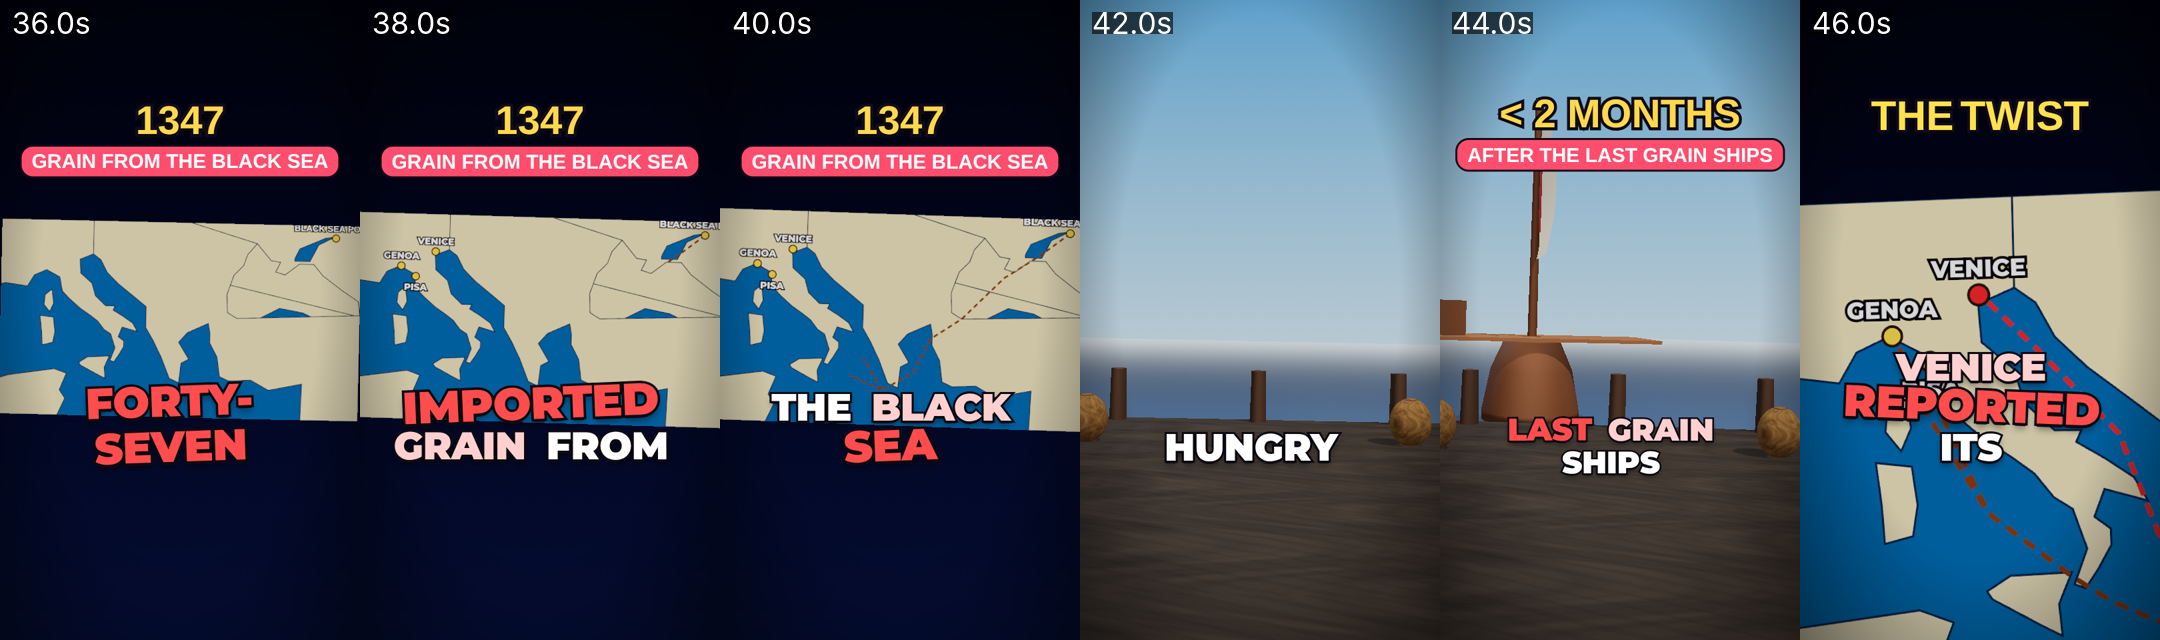 36.0s
1347
GRAIN FROM THE BLACK SEA
BLACK SEA PO
FORTY-
SEVEN
38.0s
1347
GRAIN FROM THE BLACK SEA
BLACK SEA
VENICE
GENOA
PISA
IMPORTED
GRAIN FROM
40.0s
1347
GRAIN FROM THE BLACK SEA
BLACK SEA
VENICE
GENOA
PISA
THE BLACK
SEA
42.0s
HUNGRY
44.0s
< 2 MONTHS
AFTER THE LAST GRAIN SHIPS
LAST GRAIN
SHIPS
46.0s
THE TWIST
VENICE
GENOA
VENICE
REPORTED
ITS